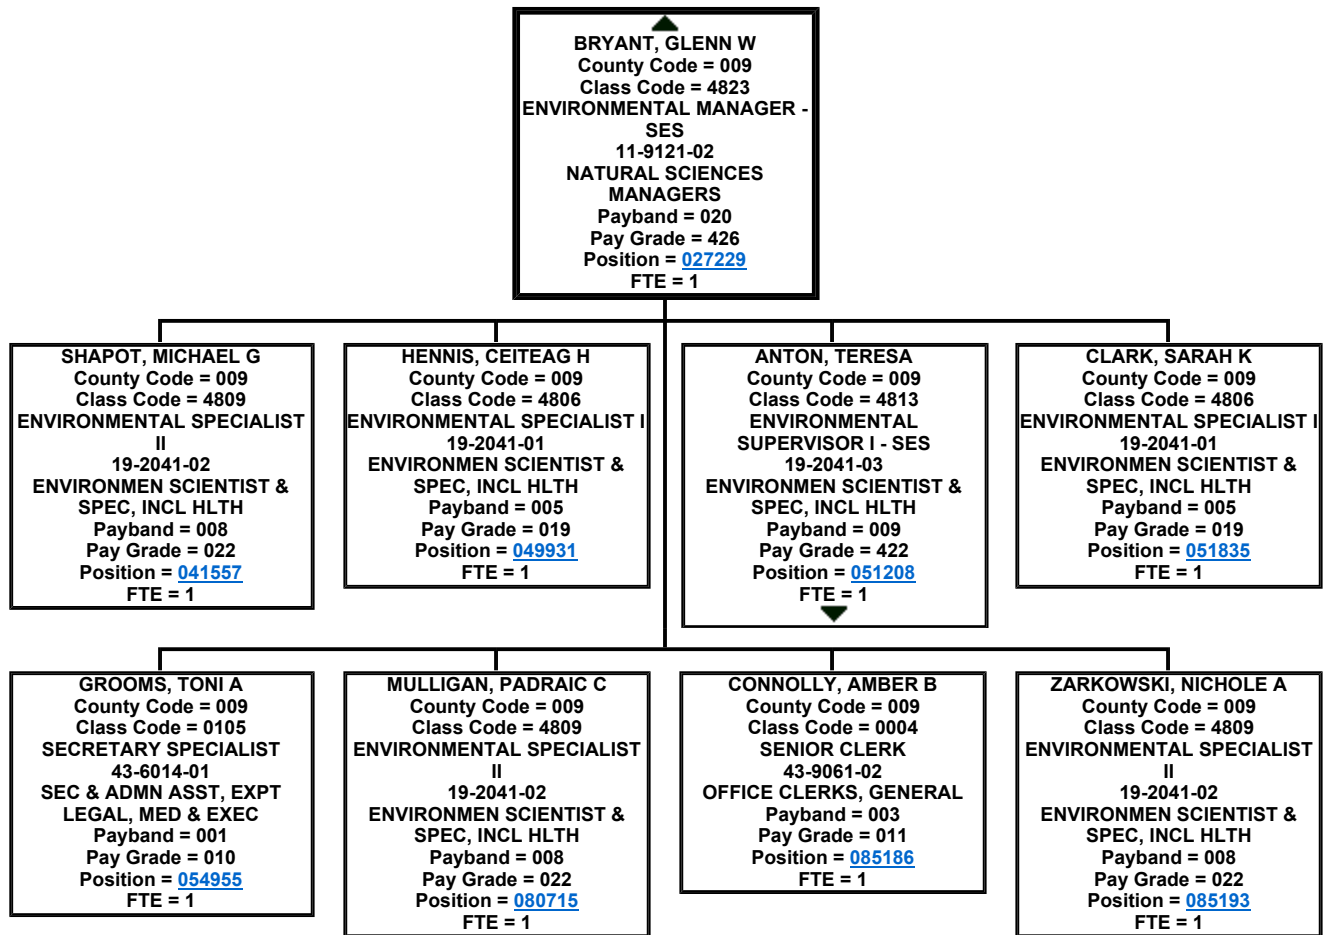 BRYANT, GLENN W
County Code = 009
Class Code = 4823
ENVIRONMENTAL MANAGER -
SES
11-9121-02
NATURAL SCIENCES
MANAGERS
Payband = 020
Pay Grade = 426
Position = 027229
FTE = 1
SHAPOT, MICHAEL G
County Code = 009
Class Code = 4809
ENVIRONMENTAL SPECIALIST
II
19-2041-02
ENVIRONMEN SCIENTIST &
SPEC, INCL HLTH
Payband = 008
Pay Grade = 022
Position = 041557
FTE = 1
HENNIS, CEITEAG H
County Code = 009
Class Code = 4806
ENVIRONMENTAL SPECIALIST I
19-2041-01
ENVIRONMEN SCIENTIST &
SPEC, INCL HLTH
Payband = 005
Pay Grade = 019
Position = 049931
FTE = 1
ANTON, TERESA
County Code = 009
Class Code = 4813
ENVIRONMENTAL
SUPERVISOR I - SES
19-2041-03
ENVIRONMEN SCIENTIST &
SPEC, INCL HLTH
Payband = 009
Pay Grade = 422
Position = 051208
FTE = 1
CLARK, SARAH K
County Code = 009
Class Code = 4806
ENVIRONMENTAL SPECIALIST I
19-2041-01
ENVIRONMEN SCIENTIST &
SPEC, INCL HLTH
Payband = 005
Pay Grade = 019
Position = 051835
FTE = 1
GROOMS, TONI A
County Code = 009
Class Code = 0105
SECRETARY SPECIALIST
43-6014-01
SEC & ADMN ASST, EXPT
LEGAL, MED & EXEC
Payband = 001
Pay Grade = 010
Position = 054955
FTE = 1
MULLIGAN, PADRAIC C
County Code = 009
Class Code = 4809
ENVIRONMENTAL SPECIALIST
II
19-2041-02
ENVIRONMEN SCIENTIST &
SPEC, INCL HLTH
Payband = 008
Pay Grade = 022
Position = 080715
FTE = 1
CONNOLLY, AMBER B
County Code = 009
Class Code = 0004
SENIOR CLERK
43-9061-02
OFFICE CLERKS, GENERAL
Payband = 003
Pay Grade = 011
Position = 085186
FTE = 1
ZARKOWSKI, NICHOLE A
County Code = 009
Class Code = 4809
ENVIRONMENTAL SPECIALIST
II
19-2041-02
ENVIRONMEN SCIENTIST &
SPEC, INCL HLTH
Payband = 008
Pay Grade = 022
Position = 085193
FTE = 1